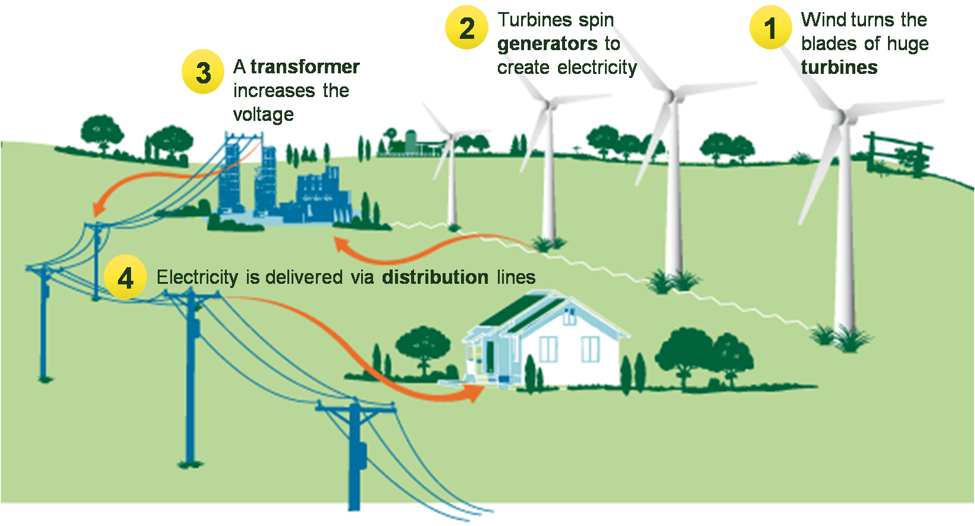 1
Wind turns the
blades of huge
turbines
2
Turbines spin
generators to
create electricity
3
A transformer
increases the
voltage
4
Electricity is delivered via distribution lines